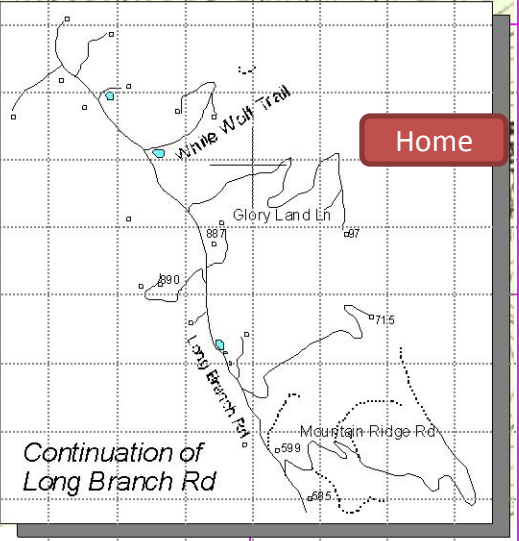 White Wolf Trail
Home
Glory Land Ln
887
97
890
715
Long Branch Rd
Mountain Ridge Rd
599
Continuation of
Long Branch Rd
585